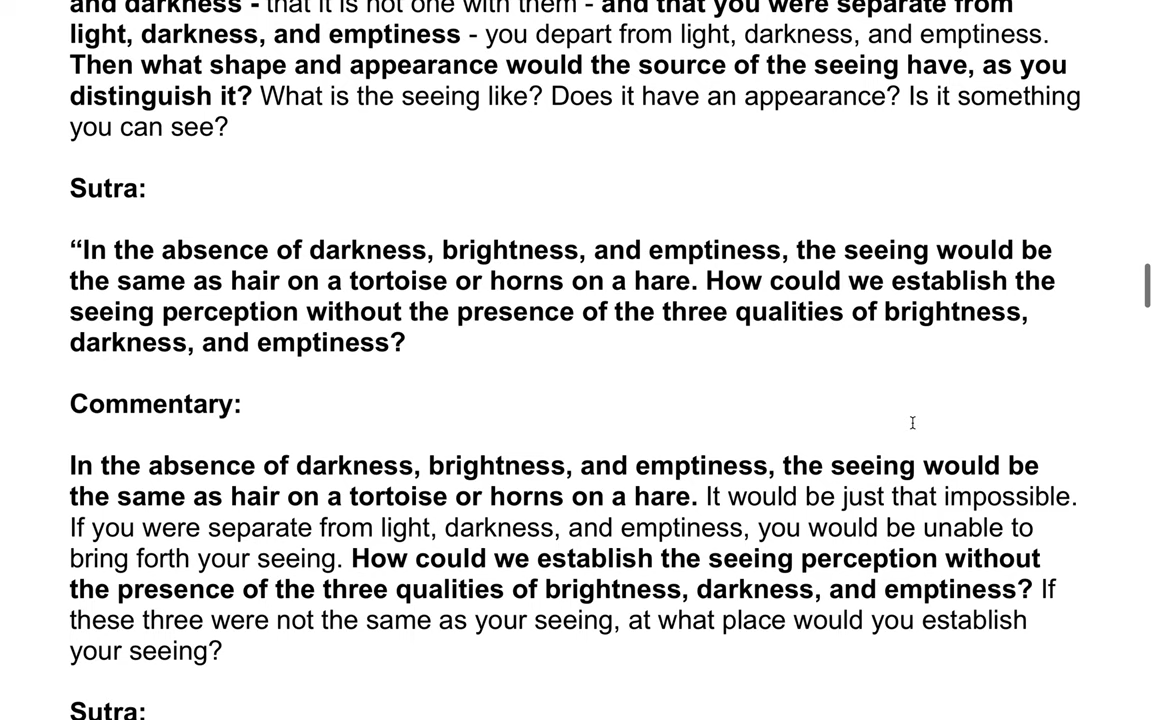 and darkness - that it is not one with them - and that you were separate from
light, darkness, and emptiness - you depart from light, darkness, and emptiness.
Then what shape and appearance would the source of the seeing have, as you
distinguish it? What is the seeing like? Does it have an appearance? Is it something
you can see?
Sutra:
“In the absence of darkness, brightness, and emptiness, the seeing would be
the same as hair on a tortoise or horns on a hare. How could we establish the
seeing perception without the presence of the three qualities of brightness,
darkness, and emptiness?
Commentary:
In the absence of darkness, brightness, and emptiness, the seeing would be
the same as hair on a tortoise or horns on a hare. It would be just that impossible.
If you were separate from light, darkness, and emptiness, you would be unable to
bring forth your seeing. How could we establish the seeing perception without
the presence of the three qualities of brightness, darkness, and emptiness? If
these three were not the same as your seeing, at what place would you establish
your seeing?
Sutra: